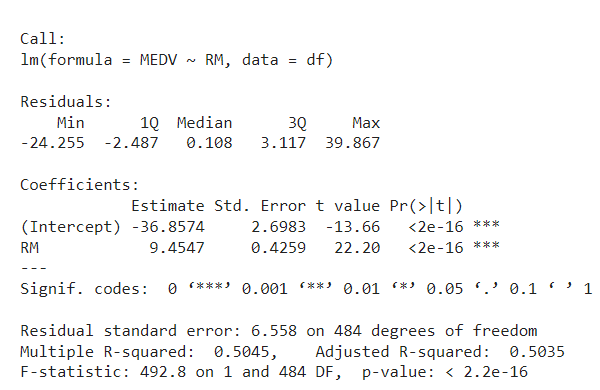 Call:
lm(formula = MEDV ~ RM, data = df)

Residuals:
    Min      1Q  Median      3Q     Max
-24.255  -2.487   0.108   3.117  39.867

Coefficients:
            Estimate Std. Error t value Pr(>|t|)
(Intercept) -36.8574     2.6983  -13.66   <2e-16 ***
RM            9.4547     0.4259   22.20   <2e-16 ***
---
Signif. codes:  0 ‘***’ 0.001 ‘**’ 0.01 ‘*’ 0.05 ‘.’ 0.1 ‘ ’ 1

Residual standard error: 6.558 on 484 degrees of freedom
Multiple R-squared:  0.5045,    Adjusted R-squared:  0.5035
F-statistic: 492.8 on 1 and 484 DF,  p-value: < 2.2e-16